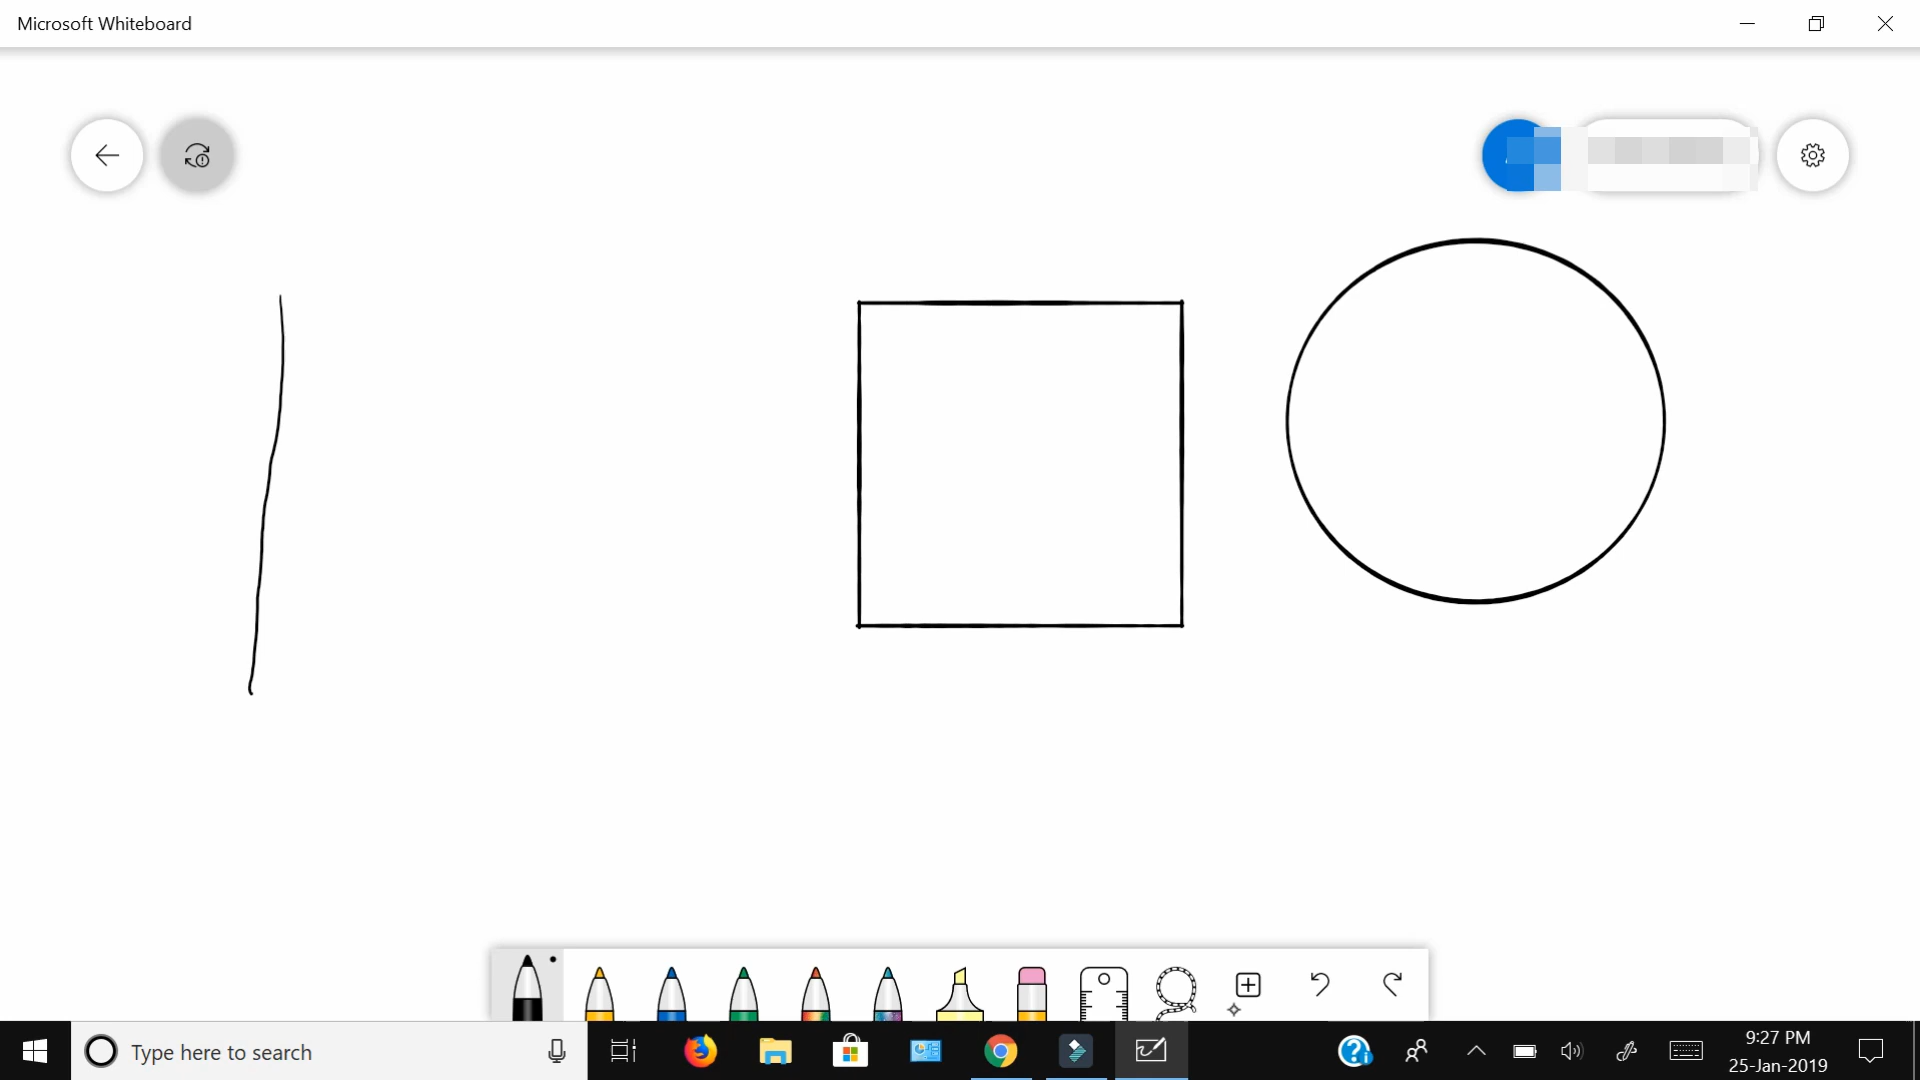 Microsoft Whiteboard
Type here to search
9:27 PM
25-Jan-2019